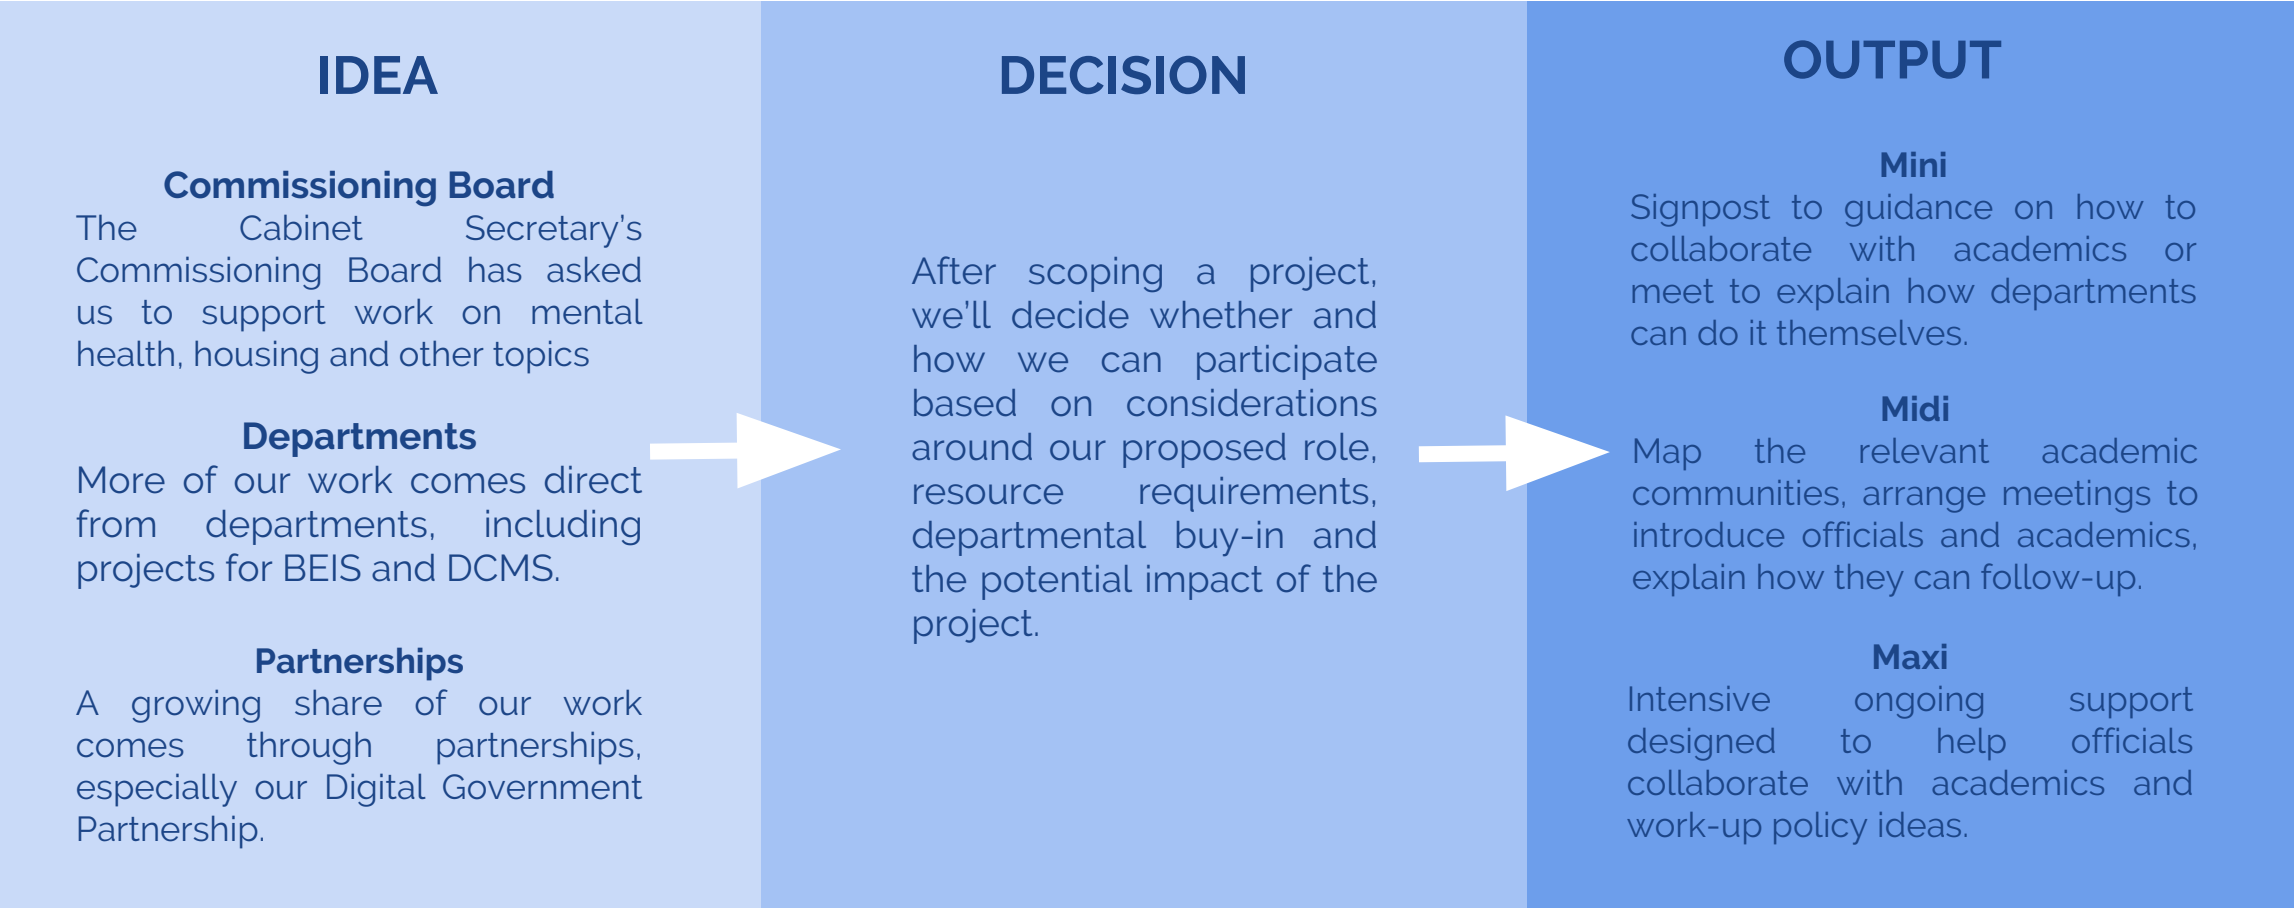 IDEA
Commissioning Board
The Cabinet Secretary's
Commissioning Board has asked
us to support work on mental
health, housing and other topics
Departments
More of our work comes direct
from departments, including
projects for BEIS and DCMS.
Partnerships
A growing share of our work
comes through partnerships,
especially our Digital Government
Partnership.
DECISION
After scoping a project,
we'll decide whether and
how we can participate
based on considerations
around our proposed role,
resource requirements,
departmental buy-in and
the potential impact of the
project.
OUTPUT
Mini
Signpost to guidance on how to
collaborate with academics or
meet to explain how departments
can do it themselves.
Midi
Map the relevant academic
communities, arrange meetings to
introduce officials and academics,
explain how they can follow-up.
Maxi
Intensive ongoing support
designed to help officials
collaborate with academics and
work-up policy ideas.